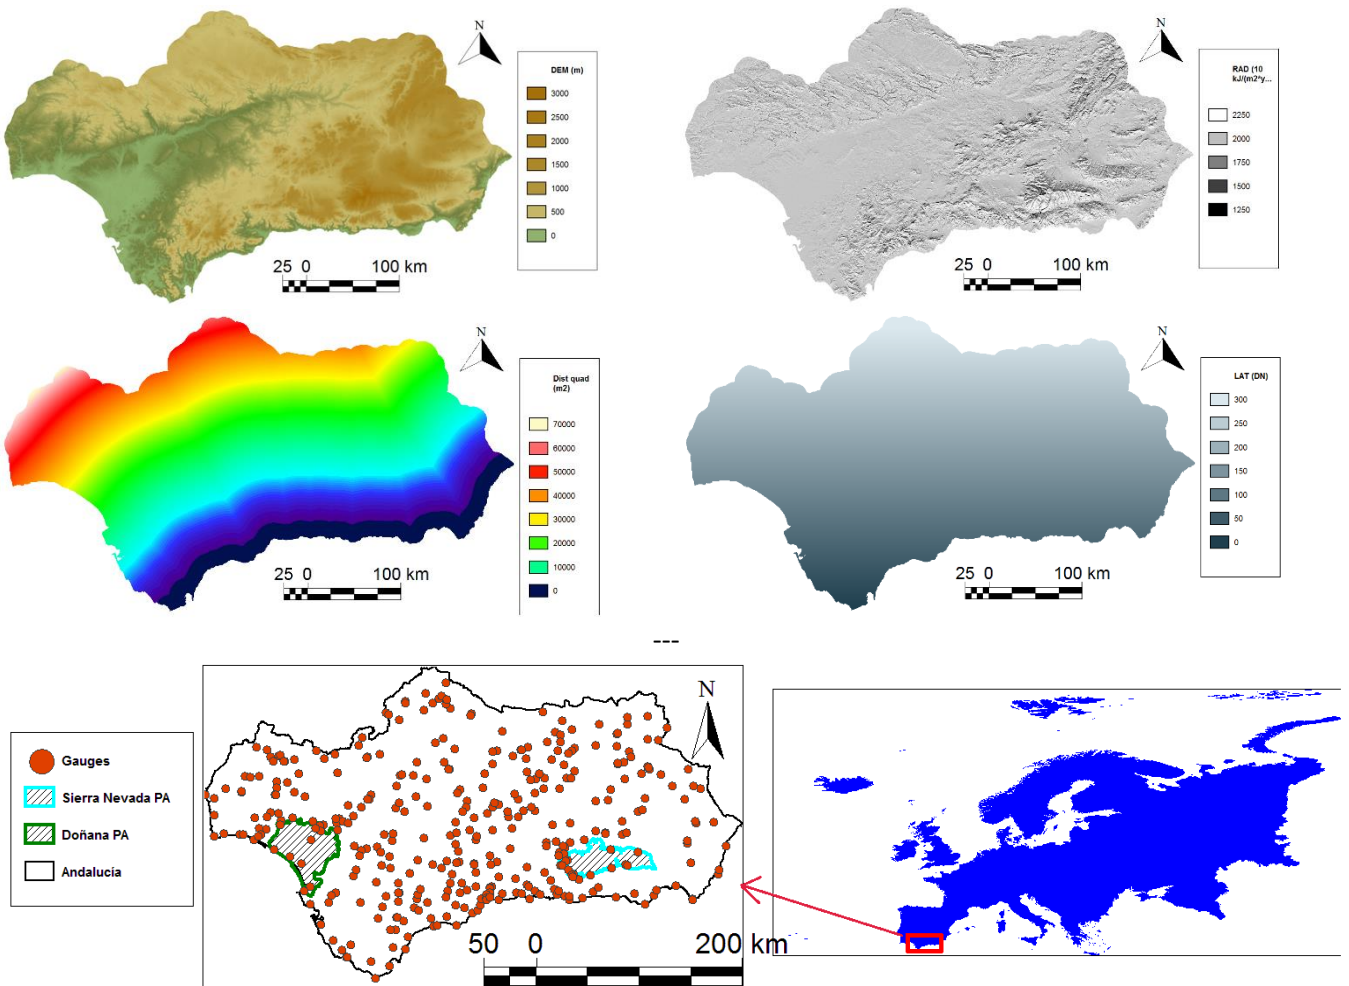 N
DEM (m)
3000
2500
2000
1500
1000
500
0
25 0 100 km
N
RAD (10
kJ/(m2*y...
2250
2000
1750
1500
1250
25 0 100 km
N
Dist quad
(m2)
70000
60000
50000
40000
30000
20000
10000
0
25 0 100 km
N
LAT (DN)
300
250
200
150
100
50
0
25 0 100 km
---
Gauges
Sierra Nevada PA
Doñana PA
Andalucía
N
50 0 200 km